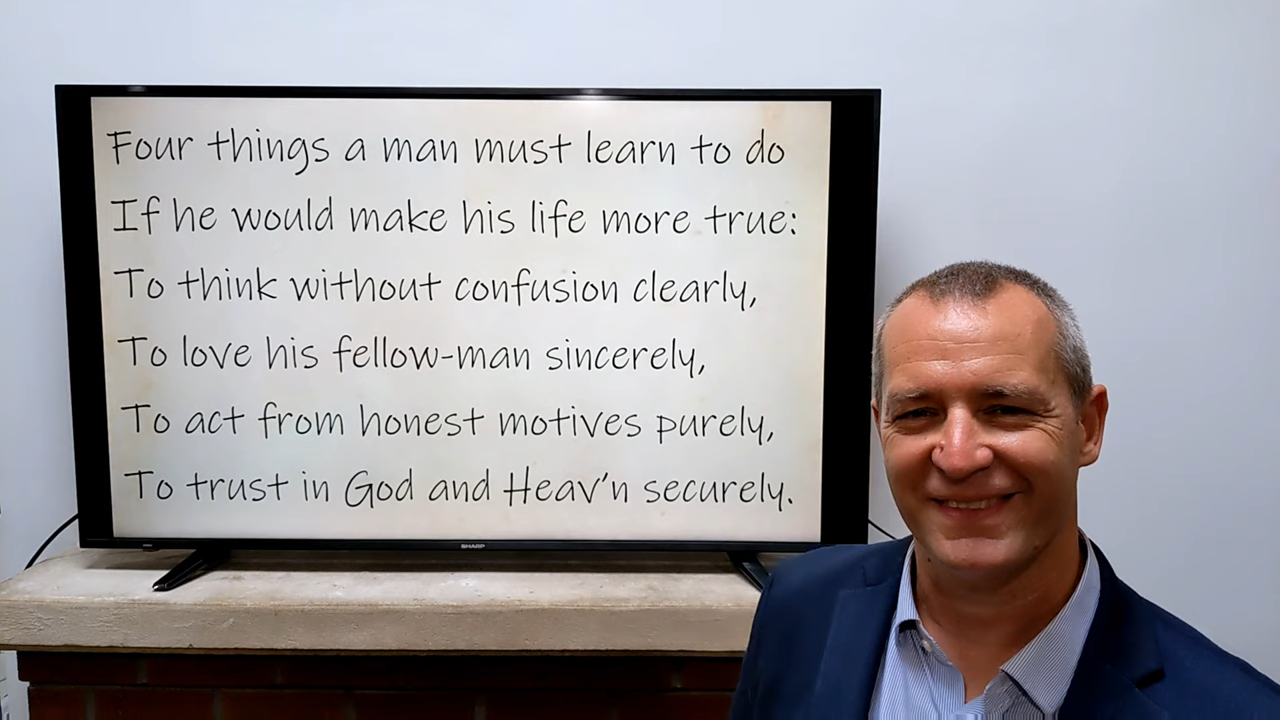 Four things a man must learn to do
If he would make his life more true:
To think without confusion clearly,
To love his fellow-man sincerely,
To act from honest motives purely,
To trust in God and Heav'n securely.
SHARP